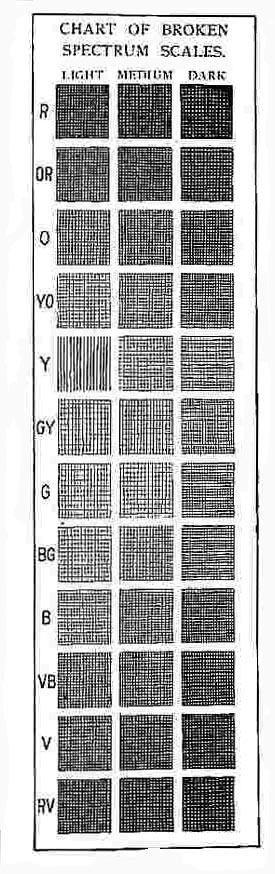 CHART OF BROKEN
SPECTRUM SCALES.
LIGHT MEDIUM DARK
R
OR
O
YO
Y
GY
G
BG
B
VB
V
RV